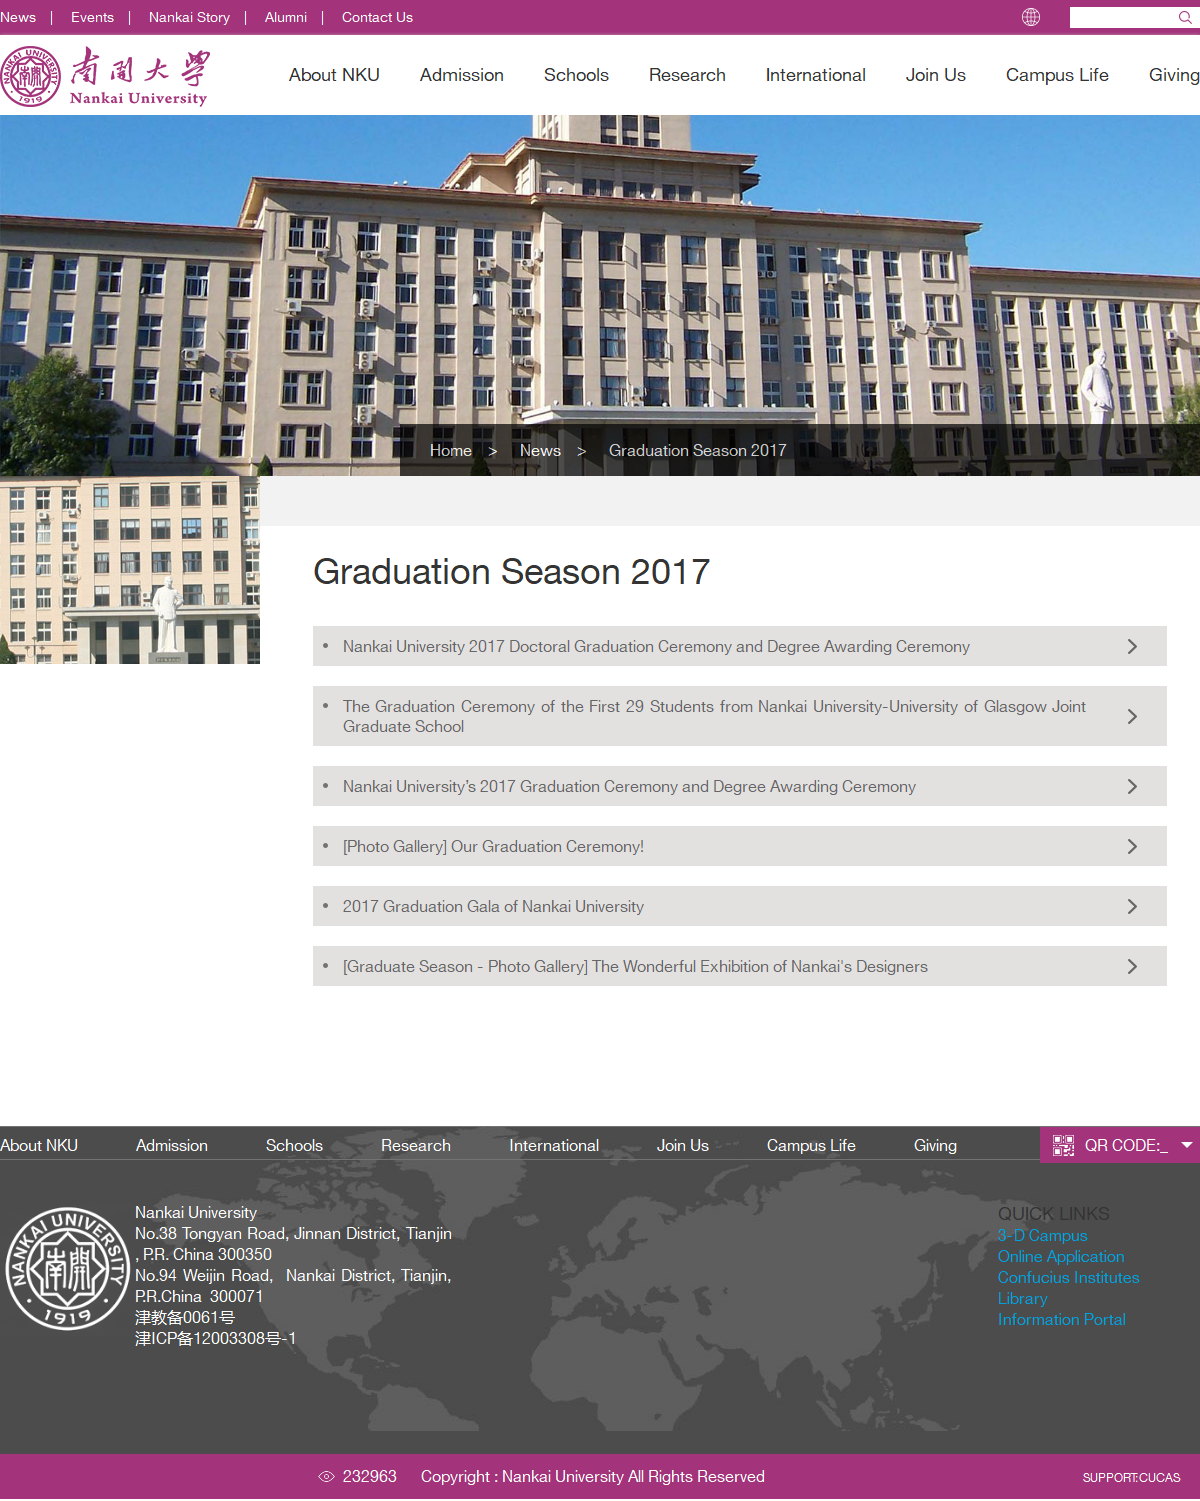 News | Events | Nankai Story | Alumni | Contact Us
NANKAI UNIVERSITY 1919 南開大學
Nankai University
About NKU Admission Schools Research International Join Us Campus Life Giving
Home > News > Graduation Season 2017
Graduation Season 2017
• Nankai University 2017 Doctoral Graduation Ceremony and Degree Awarding Ceremony
• The Graduation Ceremony of the First 29 Students from Nankai University-University of Glasgow Joint
Graduate School
• Nankai University’s 2017 Graduation Ceremony and Degree Awarding Ceremony
• [Photo Gallery] Our Graduation Ceremony!
• 2017 Graduation Gala of Nankai University
• [Graduate Season - Photo Gallery] The Wonderful Exhibition of Nankai's Designers
About NKU Admission Schools Research International Join Us Campus Life Giving QR CODE:_
NANKAI UNIVERSITY 南開 1919
Nankai University
No.38 Tongyan Road, Jinnan District, Tianjin
, P.R. China 300350
No.94 Weijin Road, Nankai District, Tianjin,
P.R.China 300071
津教备0061号
津ICP备12003308号-1
QUICK LINKS
3-D Campus
Online Application
Confucius Institutes
Library
Information Portal
232963 Copyright : Nankai University All Rights Reserved SUPPORT:CUCAS